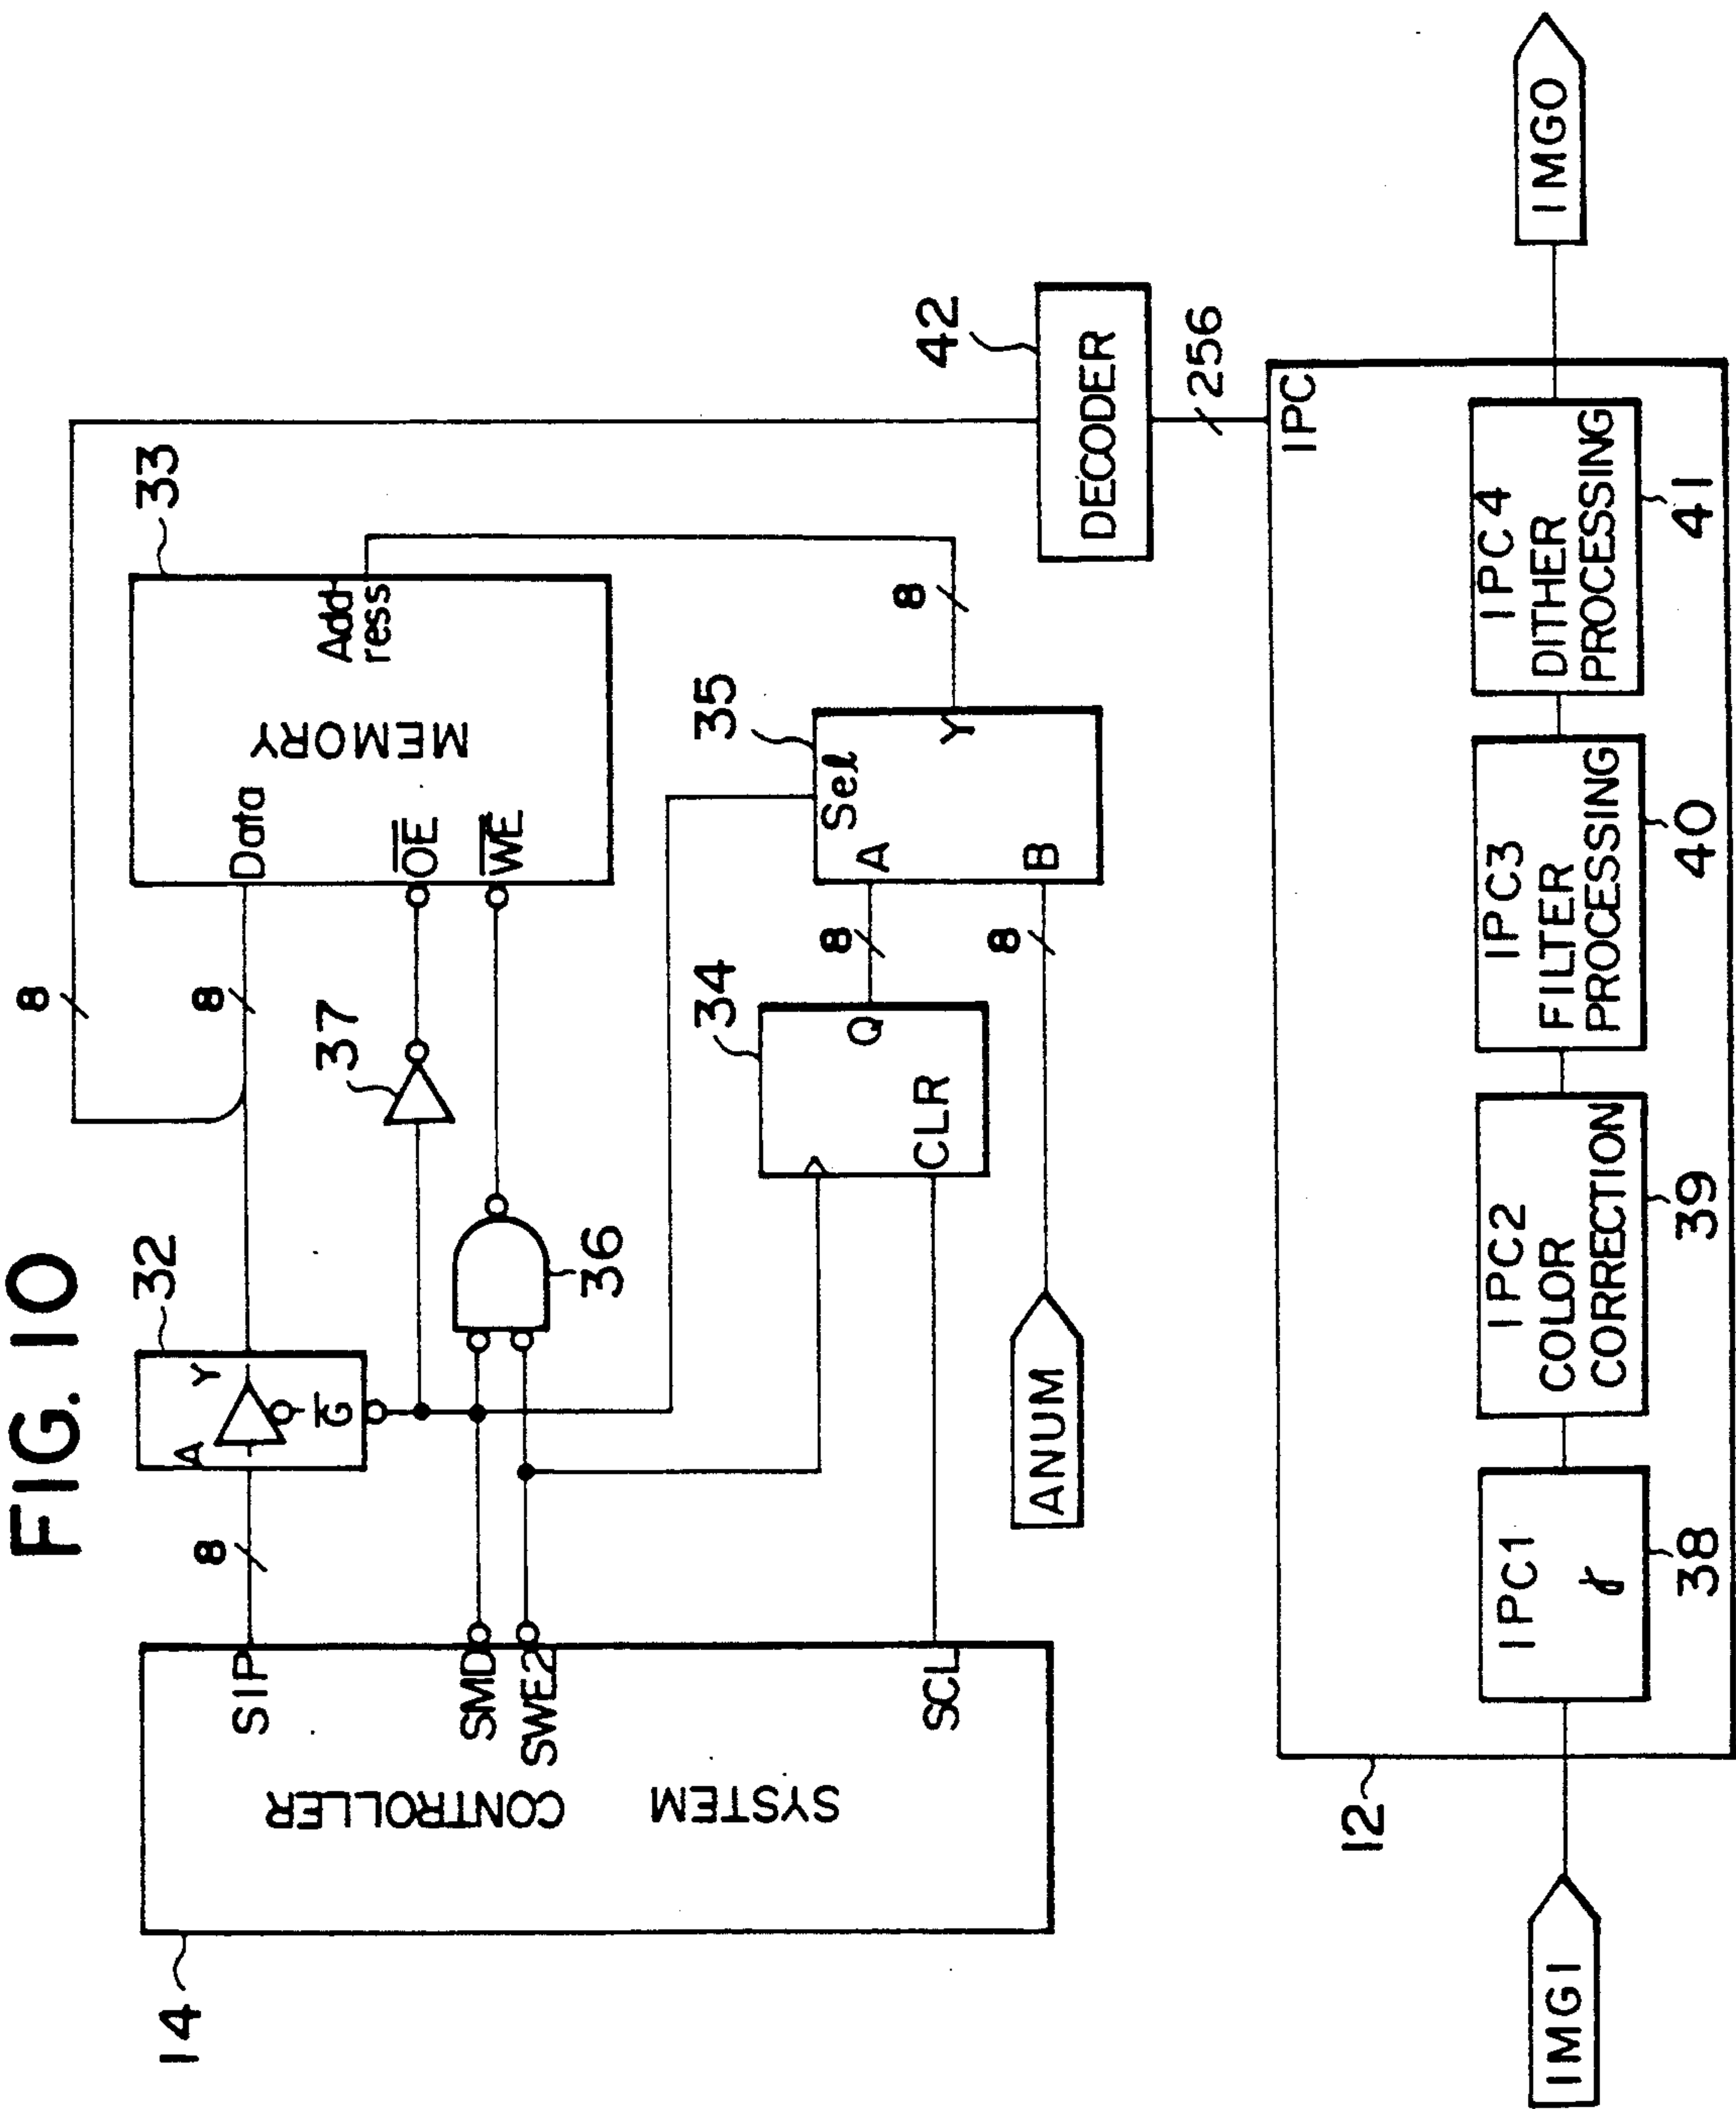 FIG. 10
14
SYSTEM
CONTROLLER
SIP
SMD
SWE2
SCL
8
32
A
Y
G
36
37
8
8
33
MEMORY
Data
OE
WE
Add
ress
34
Q
CLR
8
8
35
Sel
A
B
Y
8
ANUM
42
DECODER
256
12
IPC
IMGI
IPC1
γ
38
IPC2
COLOR
CORRECTION
39
IPC3
FILTER
PROCESSING
40
IPC4
DITHER
PROCESSING
41
IMGO